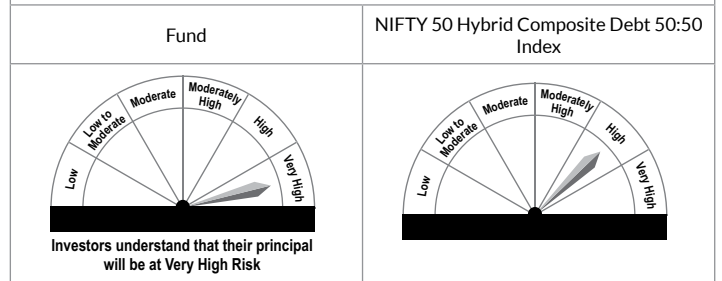 Fund
NIFTY 50 Hybrid Composite Debt 50:50
Index
Low
Low to
Moderate
Moderate
Moderately
High
High
Very High
Investors understand that their principal
will be at Very High Risk
Low
Low to
Moderate
Moderate
Moderately
High
High
Very High